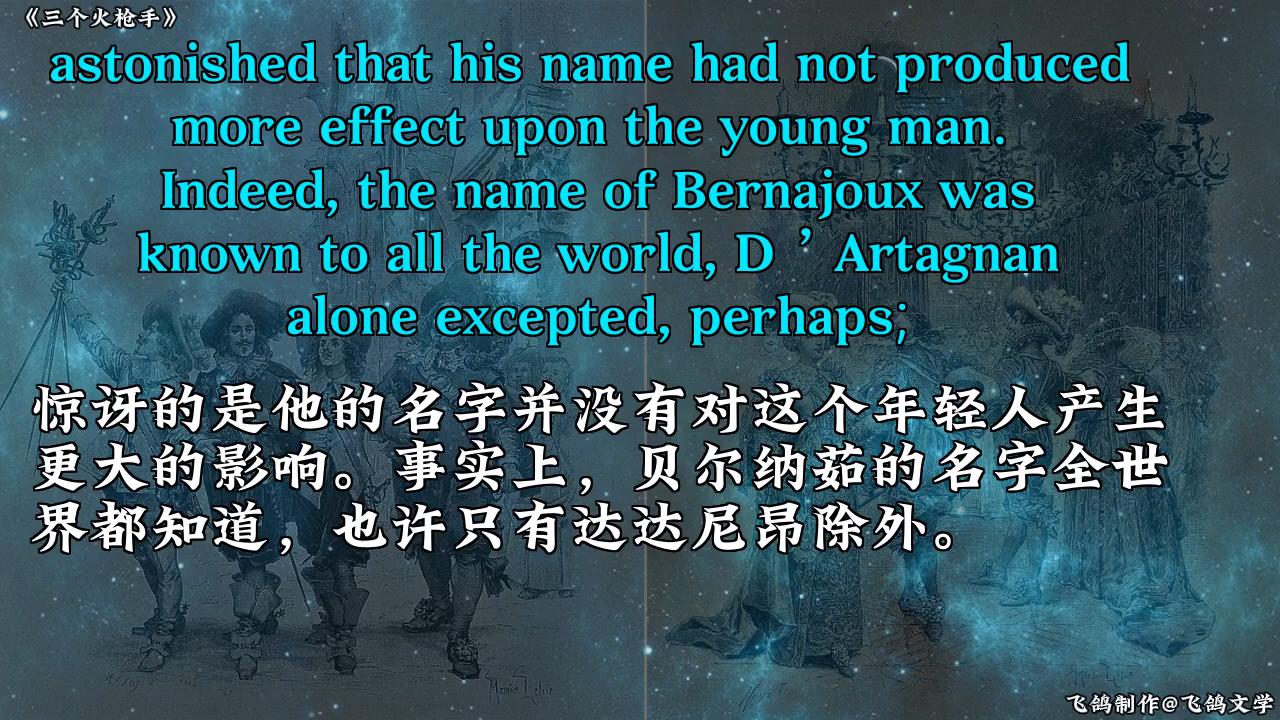 《三个火枪手》
astonished that his name had not produced
more effect upon the young man.
Indeed, the name of Bernajoux was
known to all the world, D ’ Artagnan
alone excepted, perhaps;
惊讶的是他的名字并没有对这个年轻人产生
更大的影响。事实上，贝尔纳茹的名字全世
界都知道，也许只有达达尼昂除外。
飞鸽制作@飞鸽文学